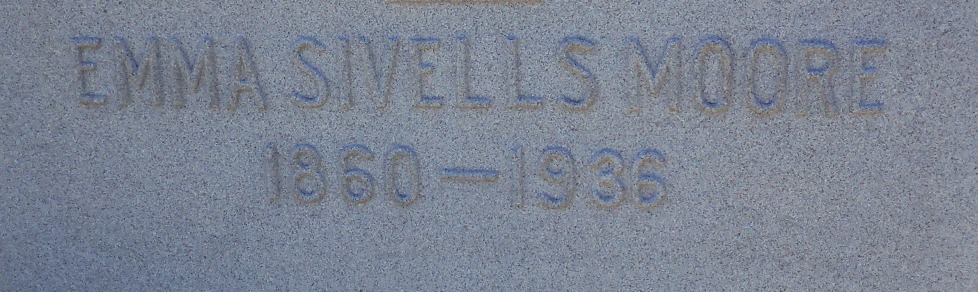 EMMA SIVELLS MOORE
1860 — 1936